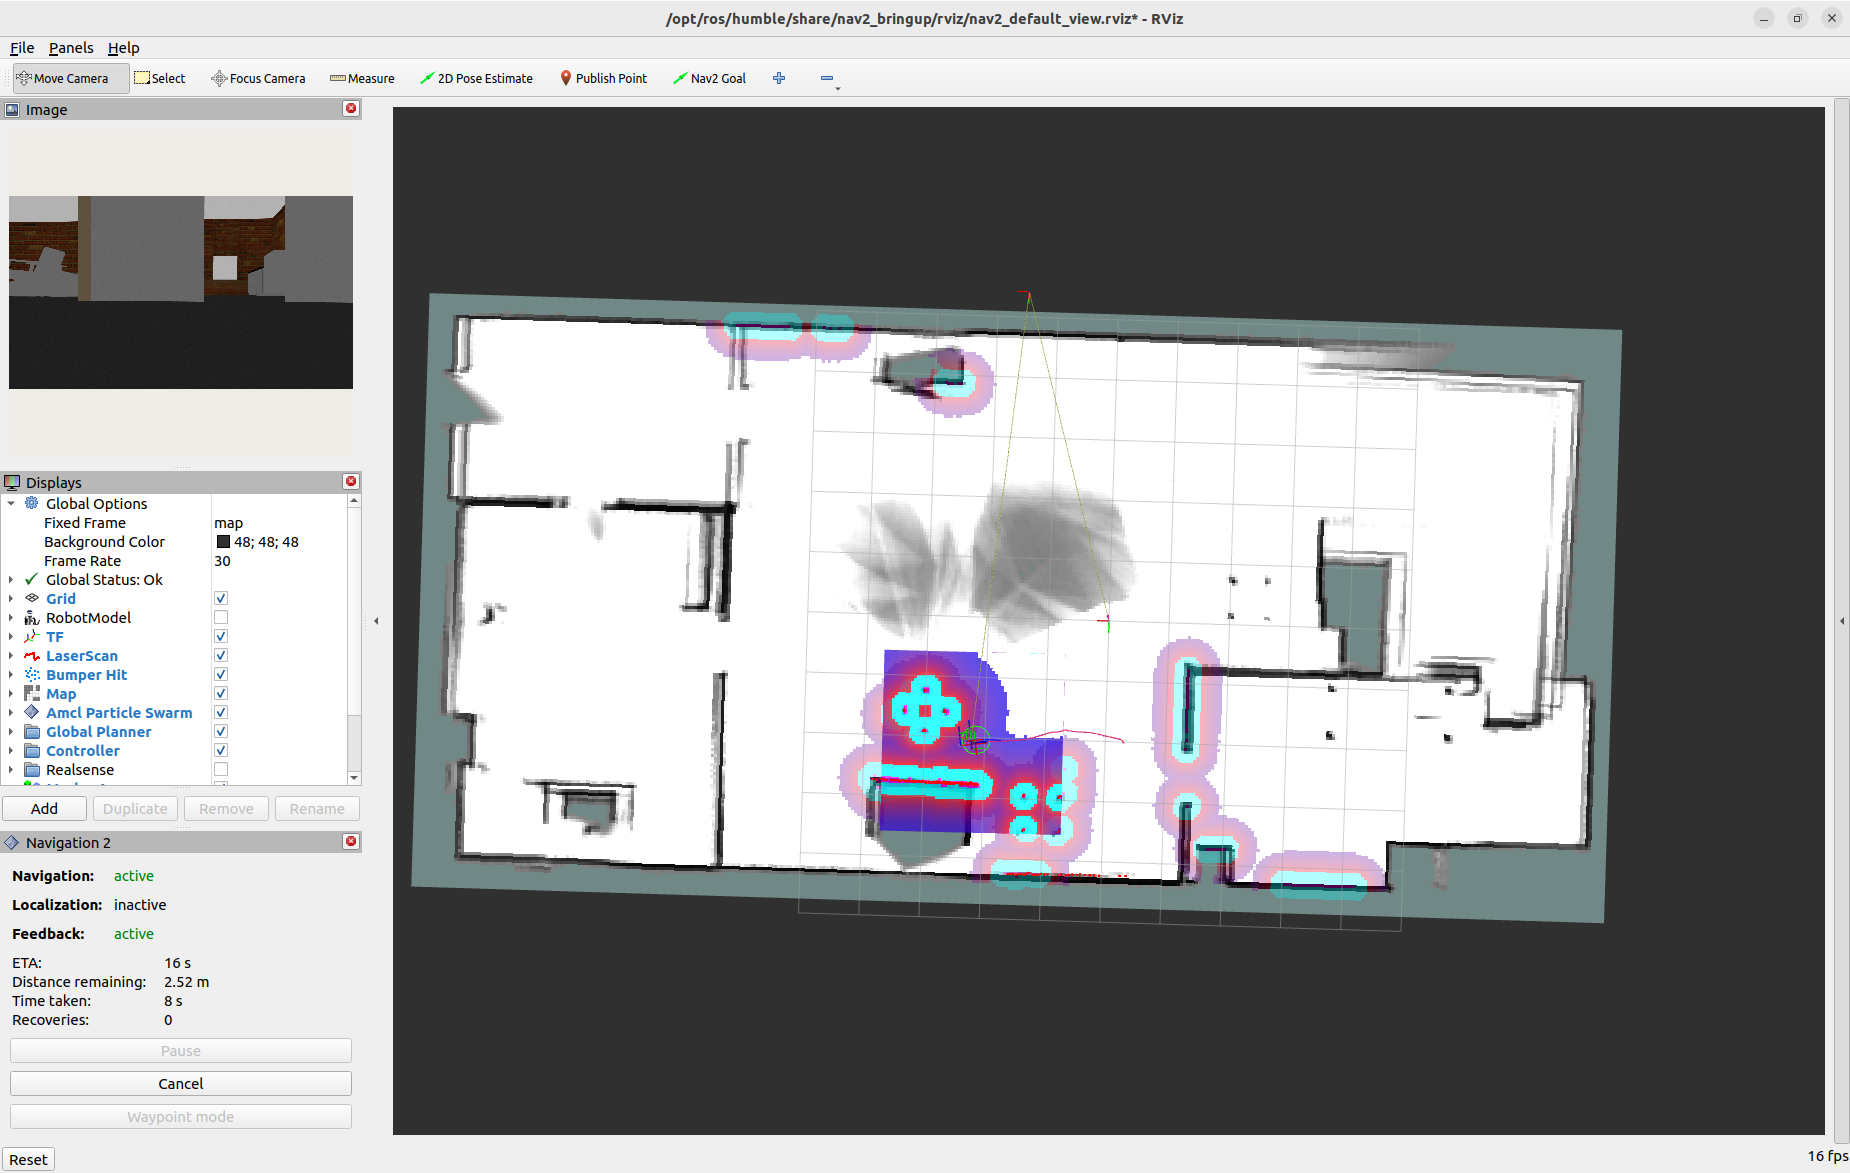 /opt/ros/humble/share/nav2_bringup/rviz/nav2_default_view.rviz* - RViz
File Panels Help
Move Camera Select Focus Camera Measure 2D Pose Estimate Publish Point Nav2 Goal
Image
Displays
Global Options
Fixed Frame map
Background Color 48; 48; 48
Frame Rate 30
Global Status: Ok
Grid
RobotModel
TF
LaserScan
Bumper Hit
Map
Amcl Particle Swarm
Global Planner
Controller
Realsense
Add Duplicate Remove Rename
Navigation 2
Navigation: active
Localization: inactive
Feedback: active
ETA: 16 s
Distance remaining: 2.52 m
Time taken: 8 s
Recoveries: 0
Pause
Cancel
Waypoint mode
Reset
16 fps